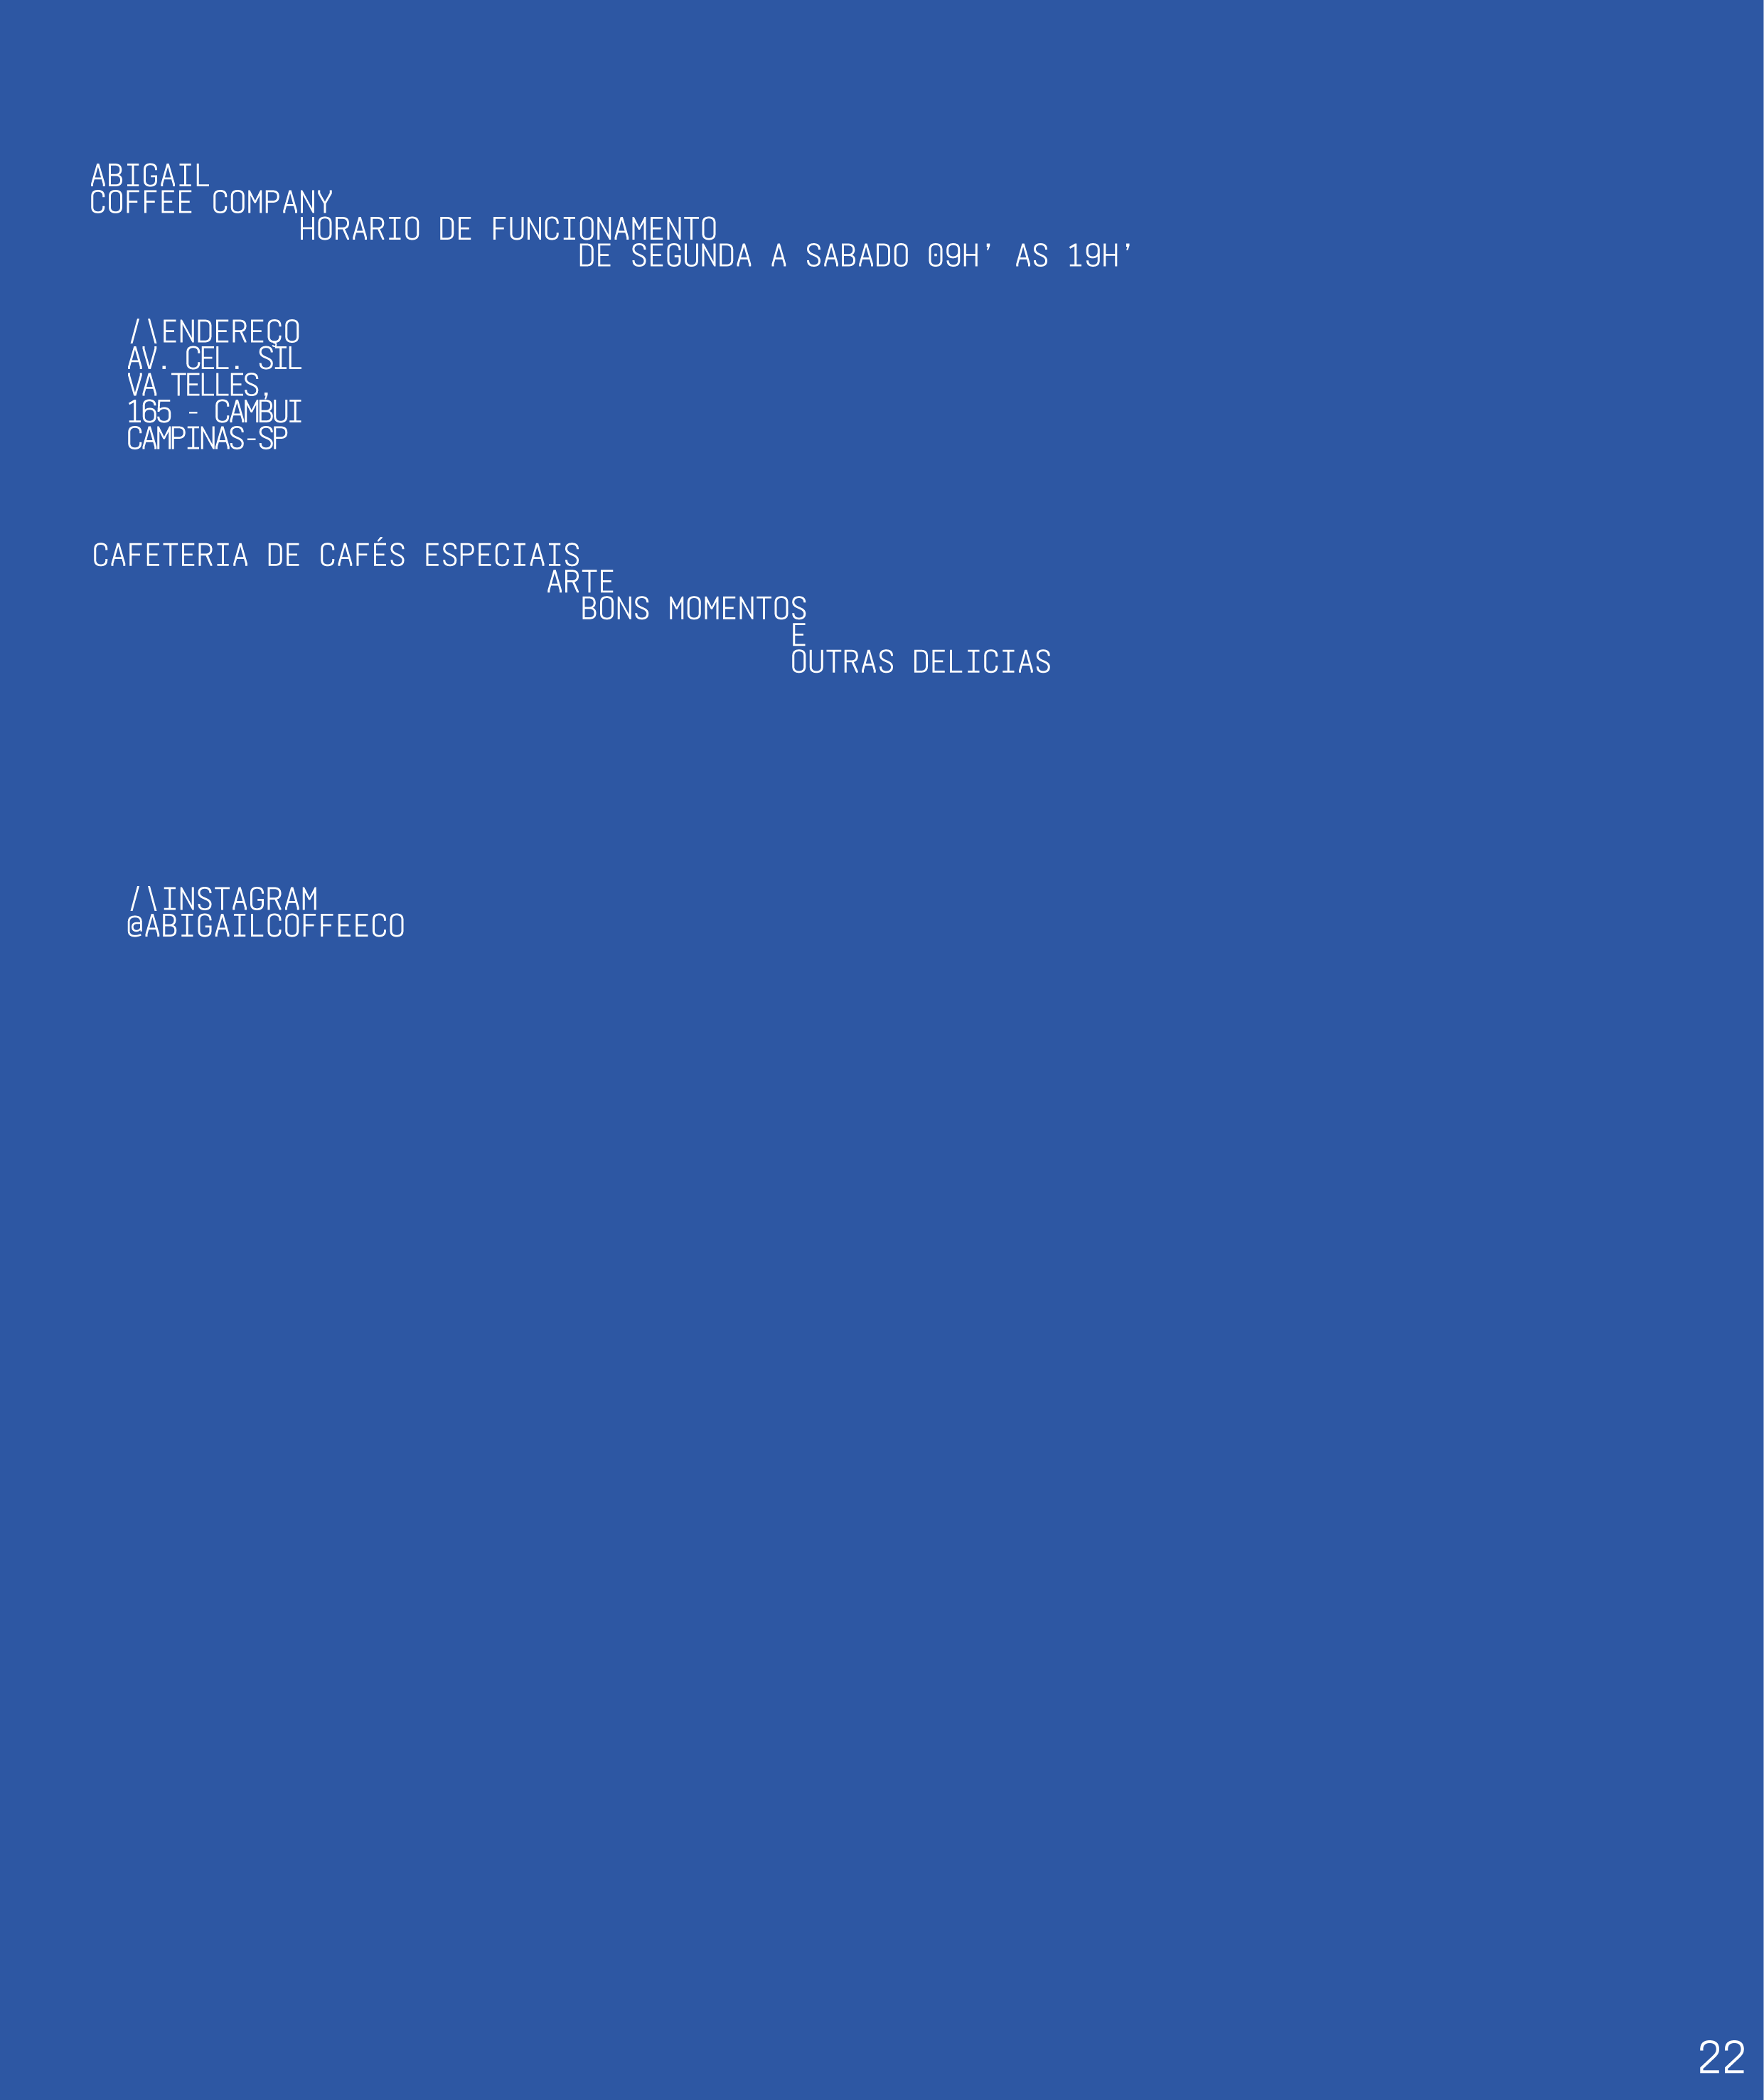 ABIGAIL
COFFEE COMPANY
HORARIO DE FUNCIONAMENTO
DE SEGUNDA A SABADO 09H' AS 19H'
/\ENDEREÇO
AV. CEL. SIL
VA TELLES,
165 - CAMBUI
CAMPINAS-SP
CAFETERIA DE CAFÉS ESPECIAIS
ARTE
BONS MOMENTOS
E
OUTRAS DELICIAS
/\INSTAGRAM
@ABIGAILCOFFEECO
22